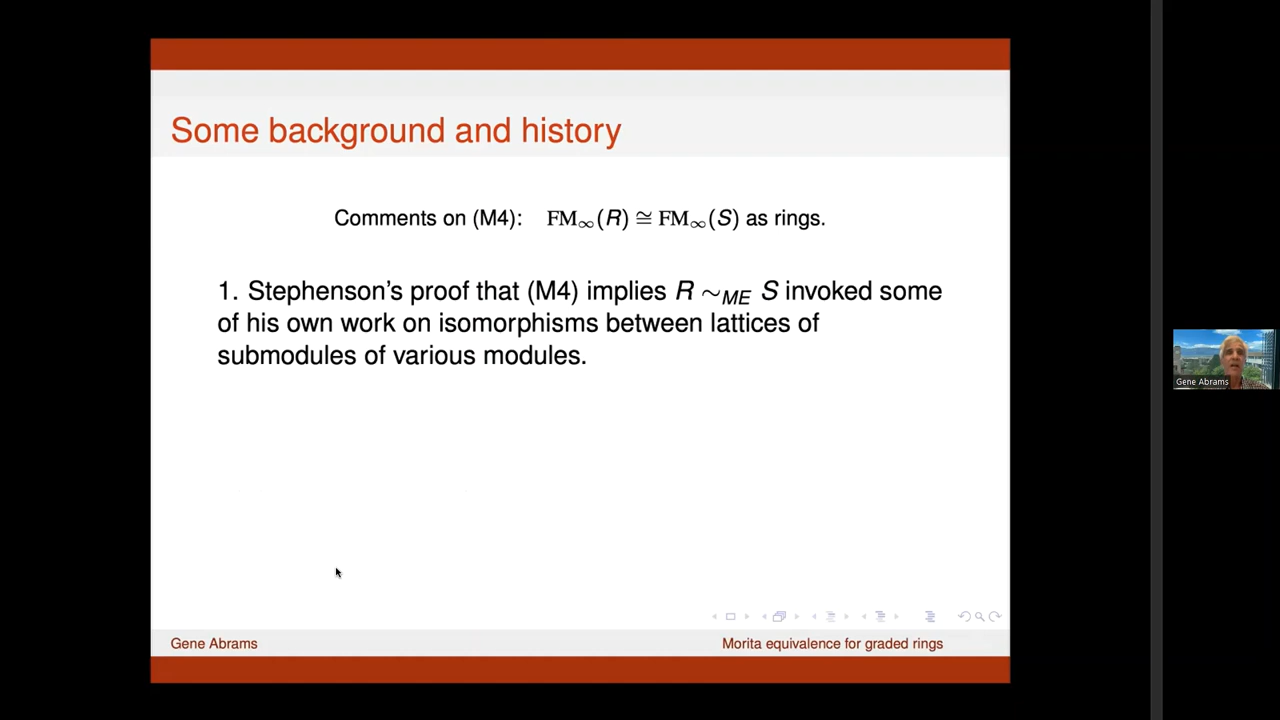 Some background and history
Comments on (M4): FM∞(R) ≅ FM∞(S) as rings.
1. Stephenson's proof that (M4) implies R ∼ME S invoked some
of his own work on isomorphisms between lattices of
submodules of various modules.
Gene Abrams
Gene Abrams
Morita equivalence for graded rings